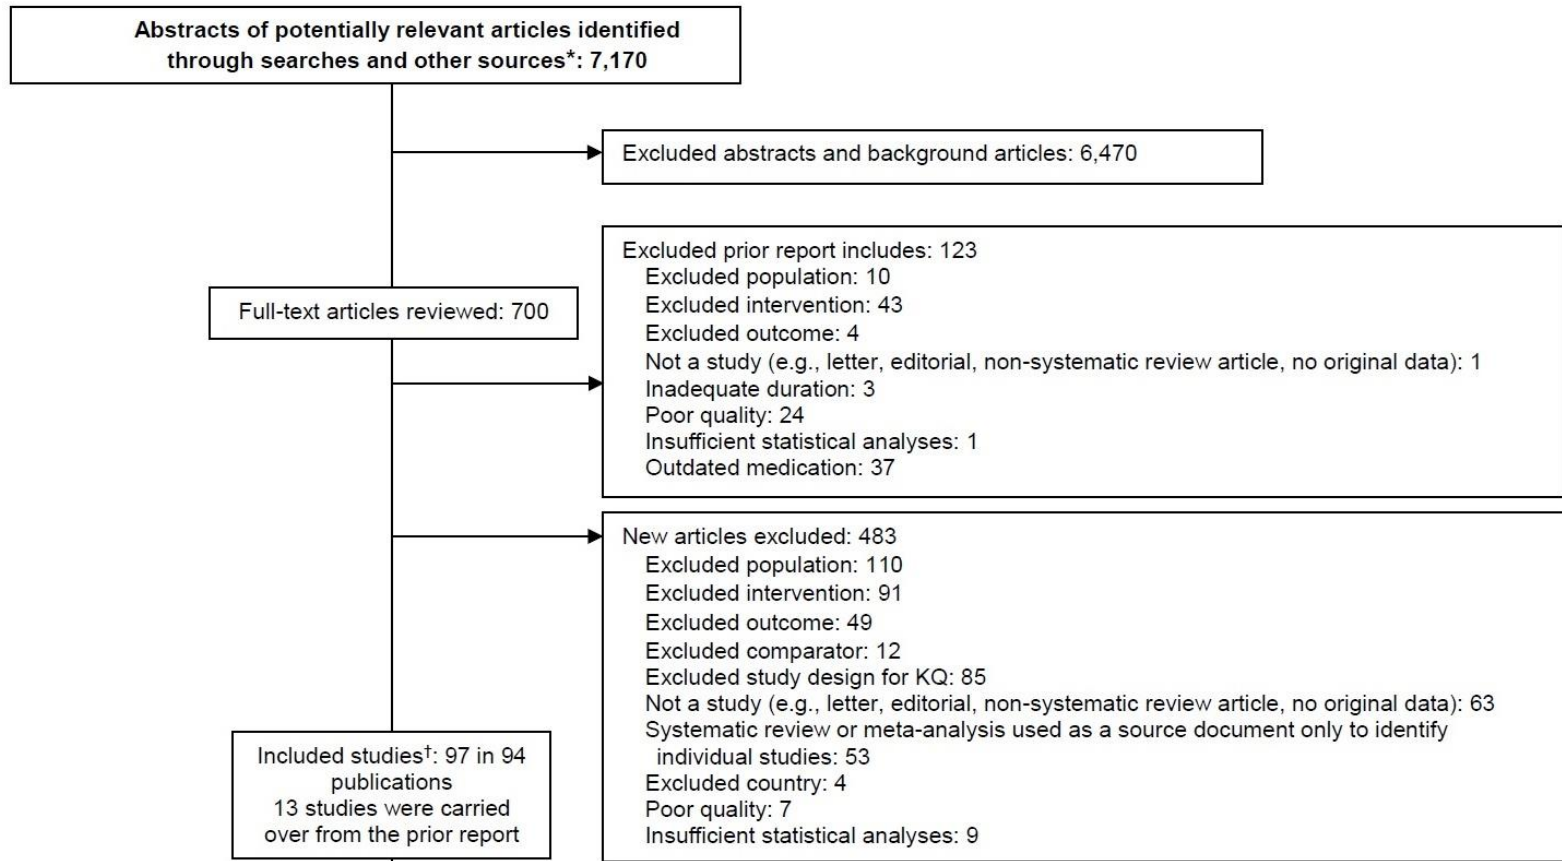 Abstracts of potentially relevant articles identified
through searches and other sources*: 7,170
Excluded abstracts and background articles: 6,470
Excluded prior report includes: 123
Excluded population: 10
Excluded intervention: 43
Excluded outcome: 4
Not a study (e.g., letter, editorial, non-systematic review article, no original data): 1
Inadequate duration: 3
Poor quality: 24
Insufficient statistical analyses: 1
Outdated medication: 37
Full-text articles reviewed: 700
New articles excluded: 483
Excluded population: 110
Excluded intervention: 91
Excluded outcome: 49
Excluded comparator: 12
Excluded study design for KQ: 85
Not a study (e.g., letter, editorial, non-systematic review article, no original data): 63
Systematic review or meta-analysis used as a source document only to identify
individual studies: 53
Excluded country: 4
Poor quality: 7
Insufficient statistical analyses: 9
Included studies†: 97 in 94
publications
13 studies were carried
over from the prior report